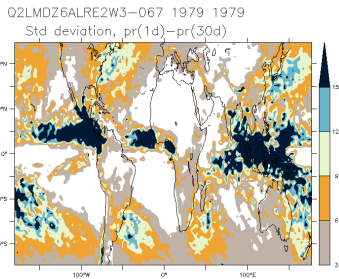 Q2LMDZ6ALRE2W3-067 1979 1979
Std deviation, pr(1d)-pr(30d)
°N
°N
0°
°S
°S
100°W 0° 100°E
15
12
9
6
3